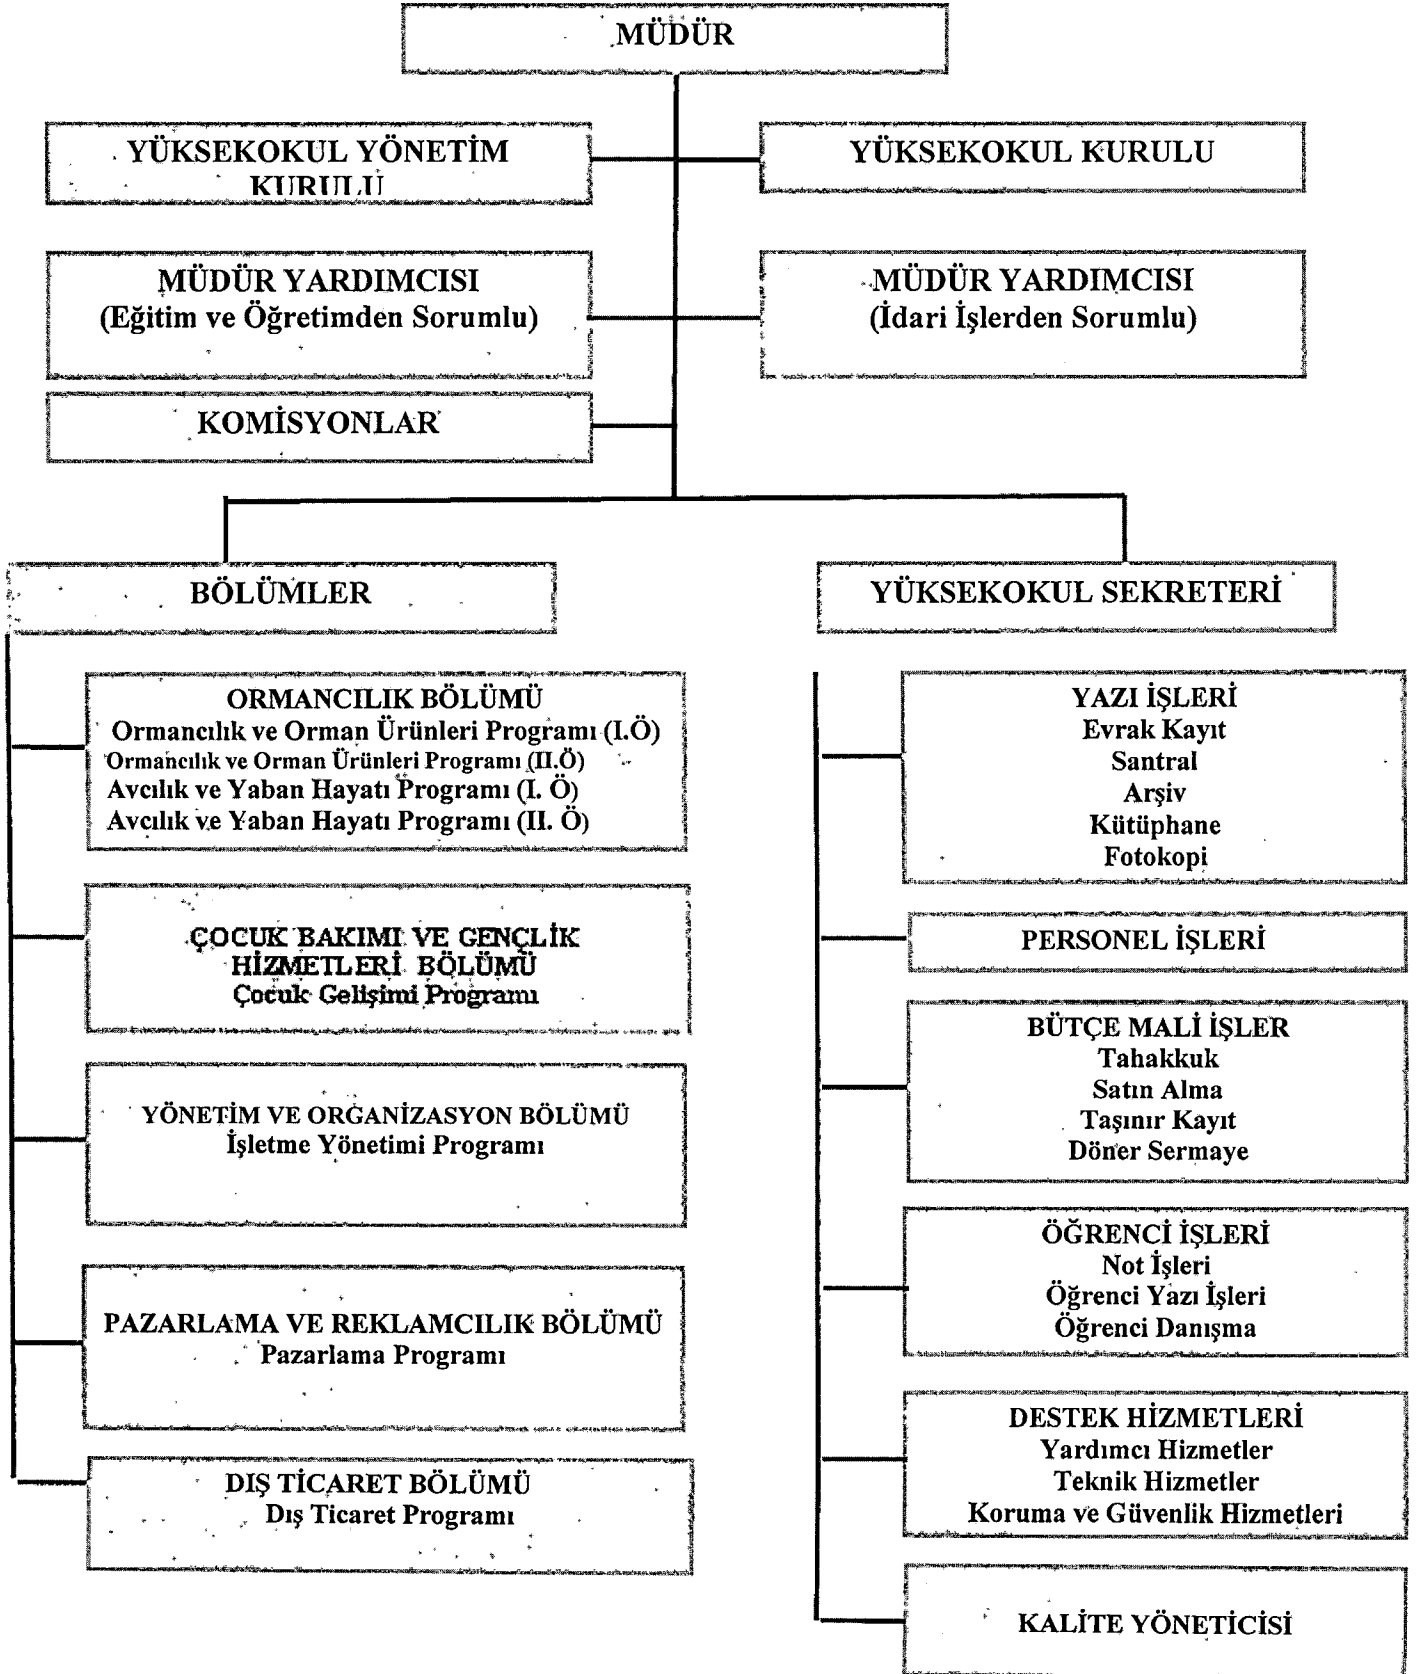 MÜDÜR
YÜKSEKOKUL YÖNETİM
KURULU
YÜKSEKOKUL KURULU
MÜDÜR YARDIMCISI
(Eğitim ve Öğretimden Sorumlu)
MÜDÜR YARDIMCISI
(İdari İşlerden Sorumlu)
KOMİSYONLAR
BÖLÜMLER
ORMANCILIK BÖLÜMÜ
Ormancılık ve Orman Ürünleri Programı (I.Ö)
Ormancılık ve Orman Ürünleri Programı (II.Ö)
Avcılık ve Yaban Hayatı Programı (I. Ö)
Avcılık ve Yaban Hayatı Programı (II. Ö)
ÇOCUK BAKIMI VE GENÇLİK
HİZMETLERİ BÖLÜMÜ
Çocuk Gelişimi Programı
YÖNETİM VE ORGANİZASYON BÖLÜMÜ
İşletme Yönetimi Programı
PAZARLAMA VE REKLAMCILIK BÖLÜMÜ
Pazarlama Programı
DIŞ TİCARET BÖLÜMÜ
Dış Ticaret Programı
YÜKSEKOKUL SEKRETERİ
YAZI İŞLERİ
Evrak Kayıt
Santral
Arşiv
Kütüphane
Fotokopi
PERSONEL İŞLERİ
BÜTÇE MALİ İŞLER
Tahakkuk
Satın Alma
Taşınır Kayıt
Döner Sermaye
ÖĞRENCİ İŞLERİ
Not İşleri
Öğrenci Yazı İşleri
Öğrenci Danışma
DESTEK HİZMETLERİ
Yardımcı Hizmetler
Teknik Hizmetler
Koruma ve Güvenlik Hizmetleri
KALİTE YÖNETİCİSİ